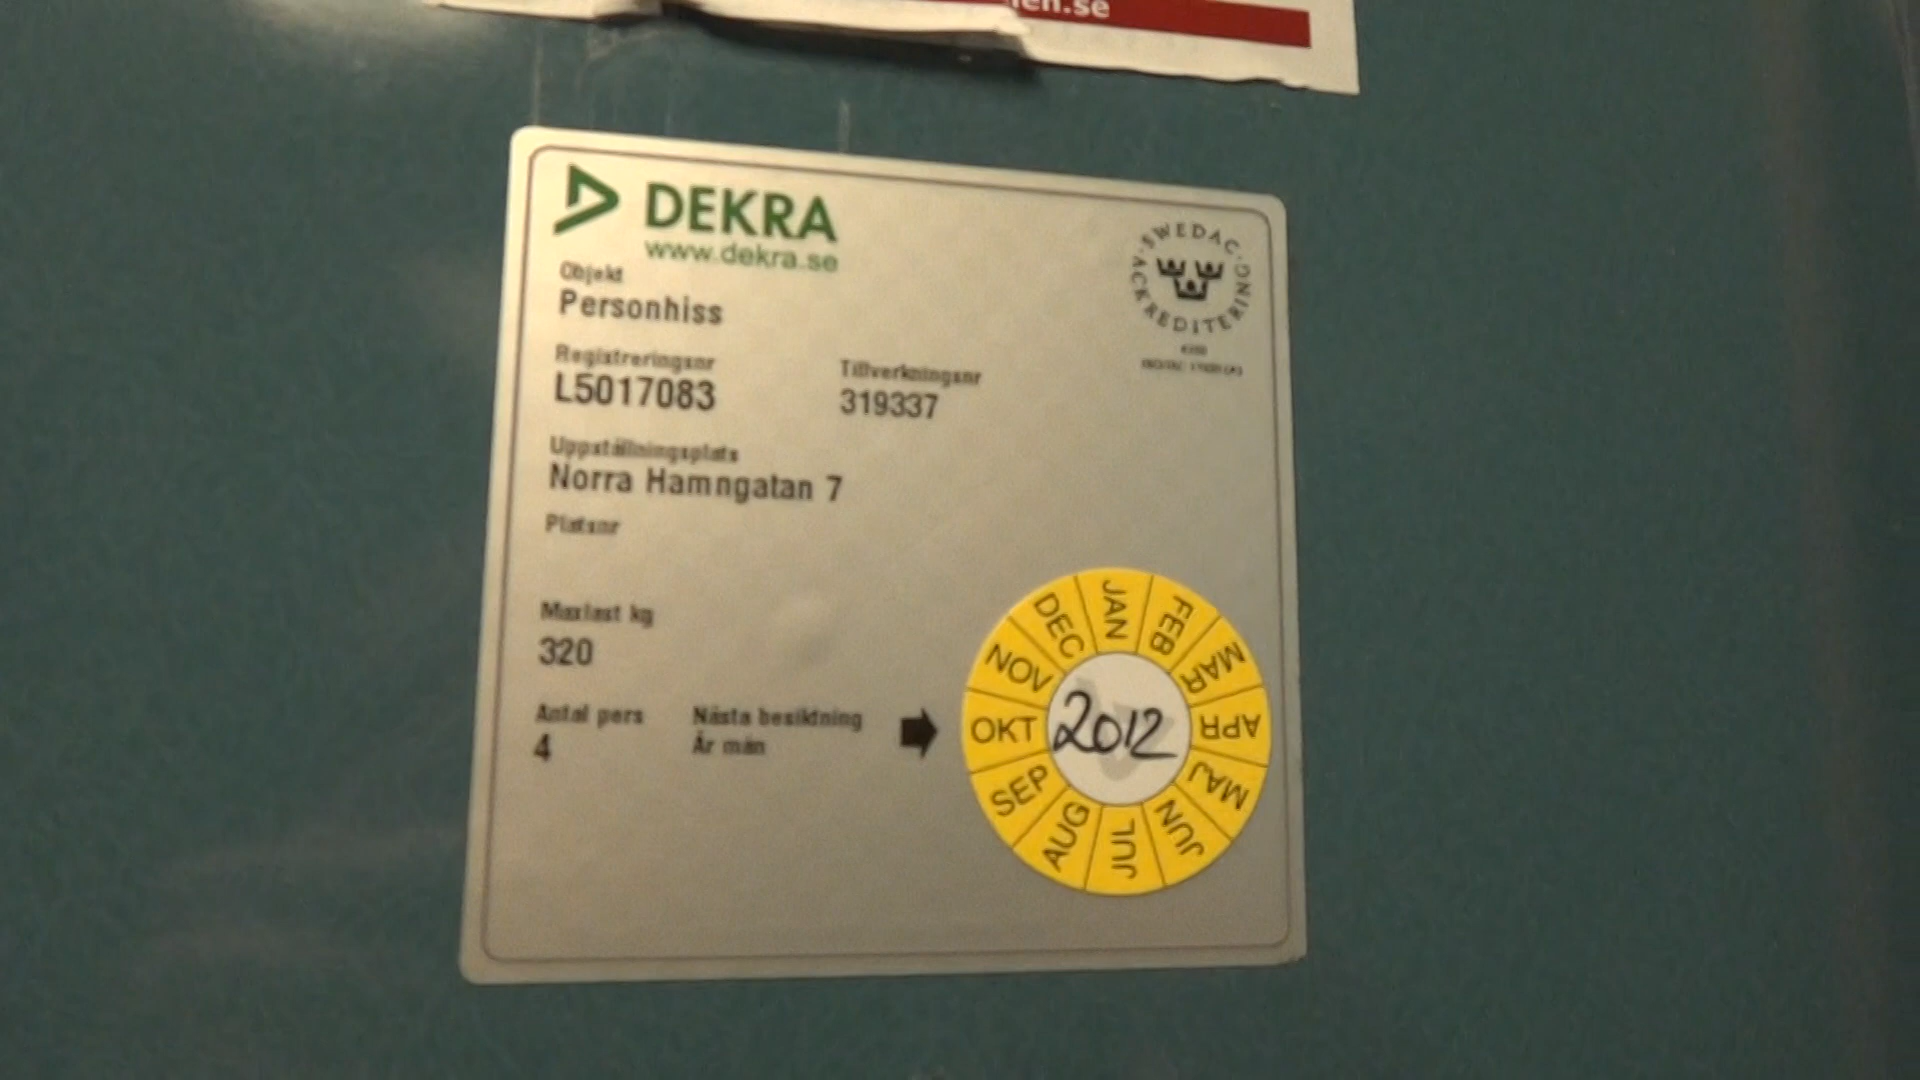 en.se
DEKRA
www.dekra.se
SWEDAC
ACKREDITERING
Objekt
Personhiss
Registreringsnr
L5017083
Tillverkningsnr
319337
Uppställningsplats
Norra Hamngatan 7
Platsnr
Maxlast kg
320
Antal pers
4
Nästa besiktning
År mån
JAN
FEB
MAR
APR
MAJ
JUN
JUL
AUG
SEP
OKT
NOV
DEC
2012